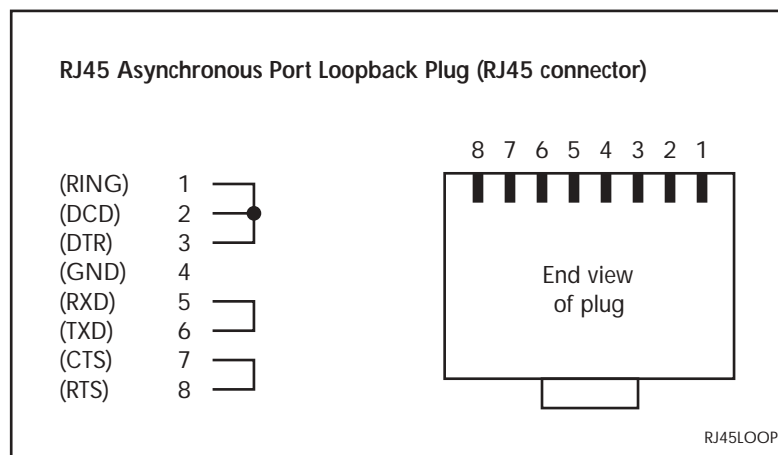 RJ45 Asynchronous Port Loopback Plug (RJ45 connector)
8 7 6 5 4 3 2 1
(RING) 1
(DCD) 2
(DTR) 3
(GND) 4
(RXD) 5
(TXD) 6
(CTS) 7
(RTS) 8
End view
of plug
RJ45LOOP